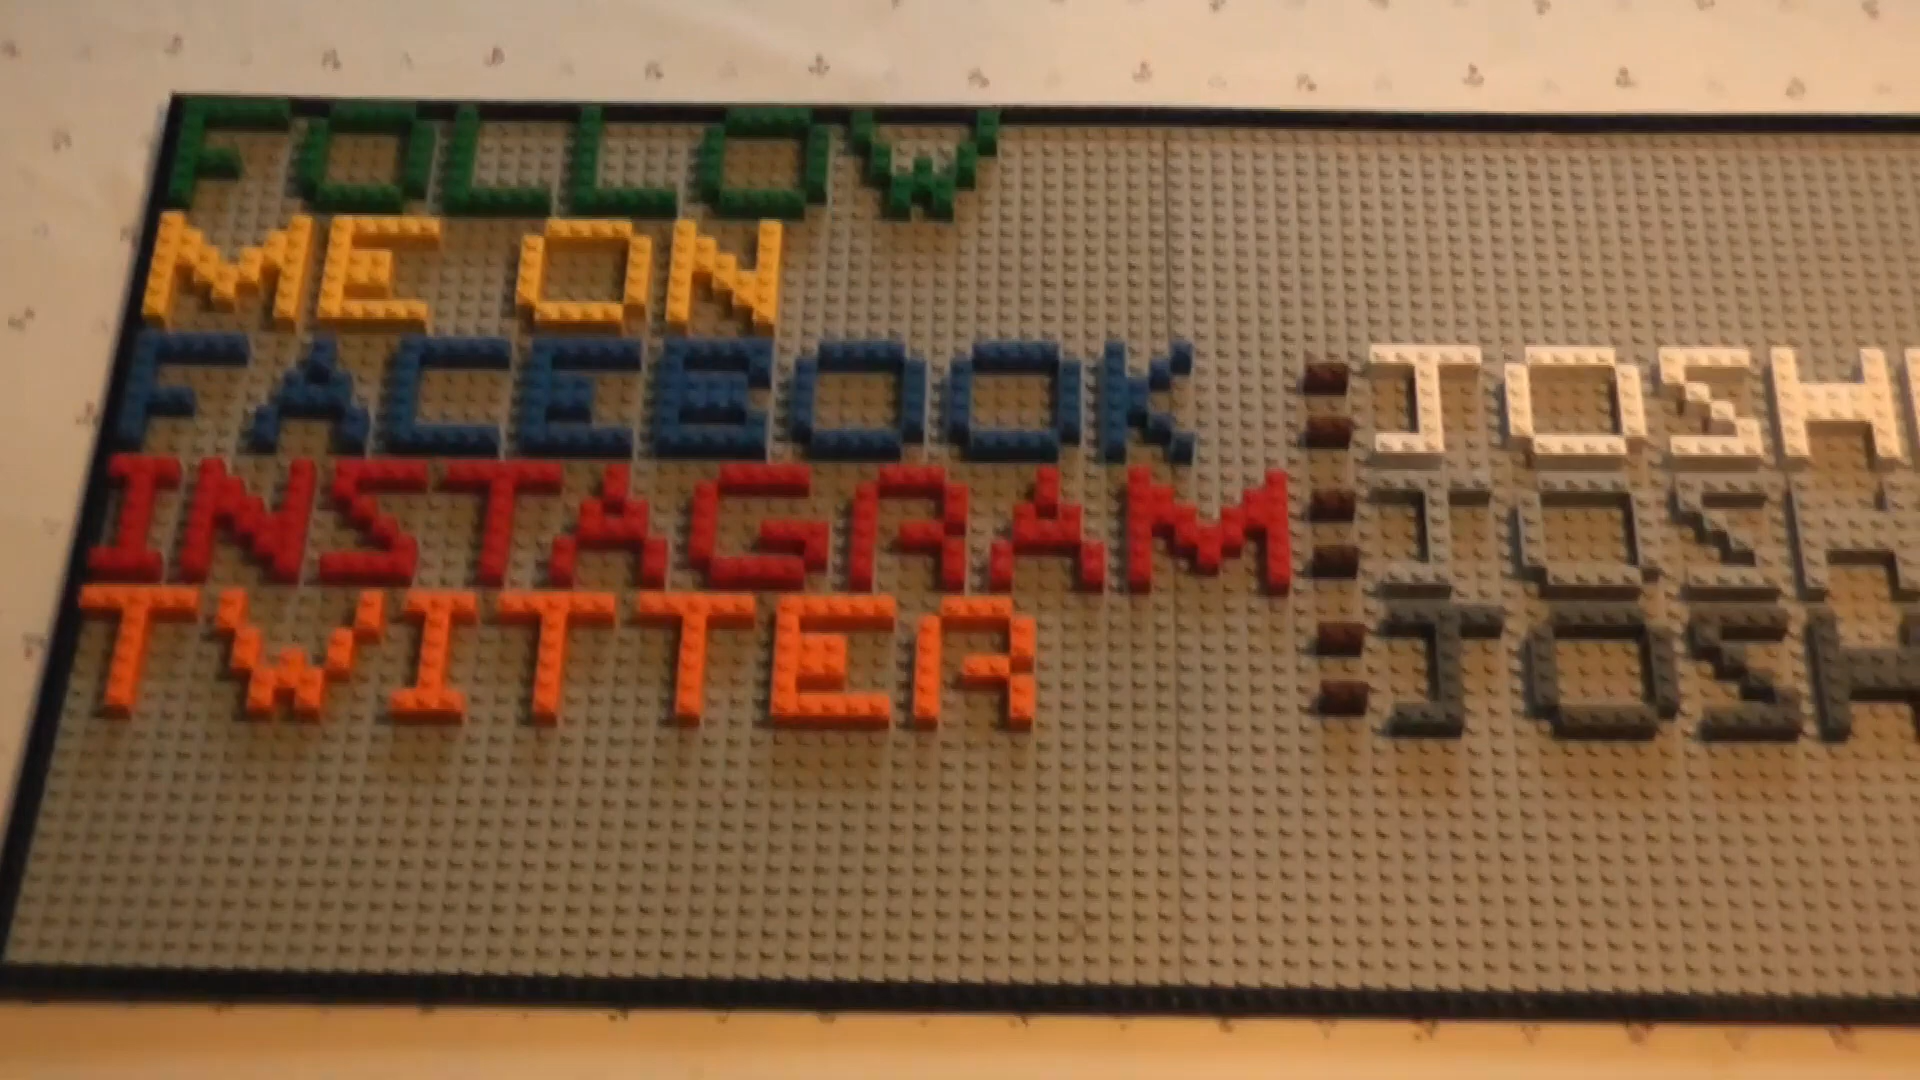 FOLLOW
ME ON
FACEBOOK : JOSH
INSTAGRAM : JOSH
TWITTER : JOSH